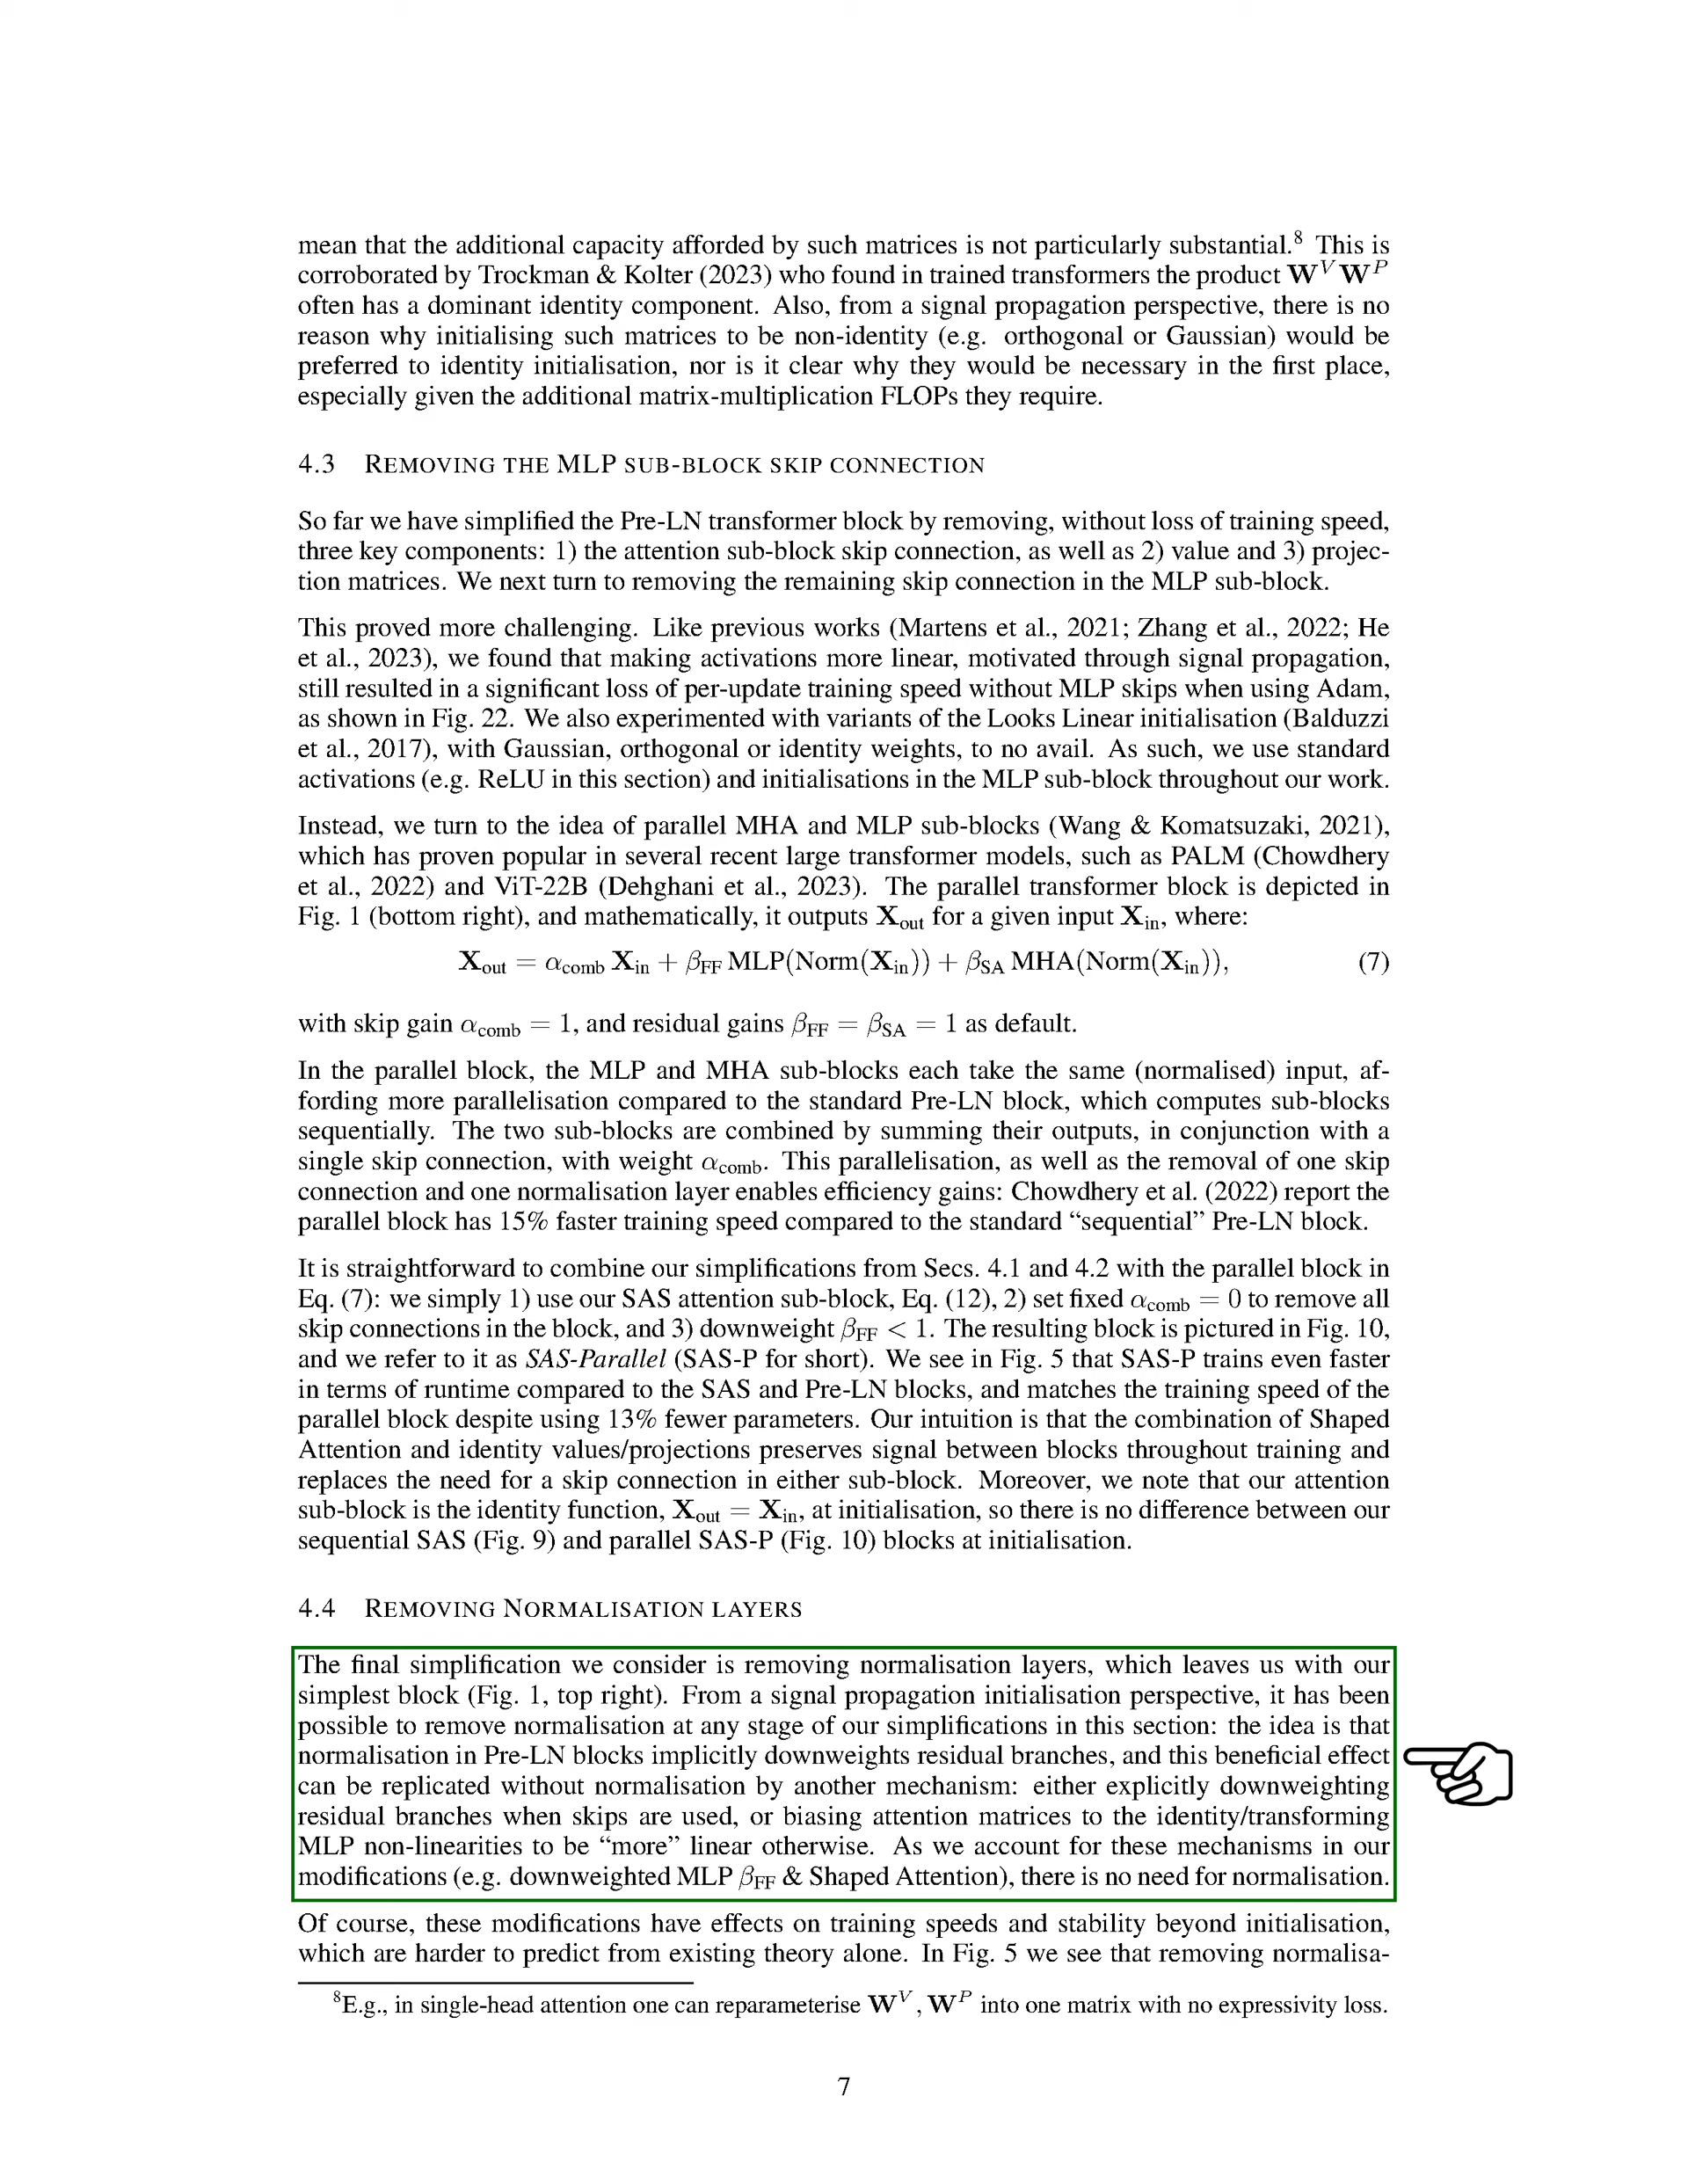 mean that the additional capacity afforded by such matrices is not particularly substantial.⁸ This is
corroborated by Trockman & Kolter (2023) who found in trained transformers the product W^V W^P
often has a dominant identity component. Also, from a signal propagation perspective, there is no
reason why initialising such matrices to be non-identity (e.g. orthogonal or Gaussian) would be
preferred to identity initialisation, nor is it clear why they would be necessary in the first place,
especially given the additional matrix-multiplication FLOPs they require.
4.3 REMOVING THE MLP SUB-BLOCK SKIP CONNECTION
So far we have simplified the Pre-LN transformer block by removing, without loss of training speed,
three key components: 1) the attention sub-block skip connection, as well as 2) value and 3) projec-
tion matrices. We next turn to removing the remaining skip connection in the MLP sub-block.
This proved more challenging. Like previous works (Martens et al., 2021; Zhang et al., 2022; He
et al., 2023), we found that making activations more linear, motivated through signal propagation,
still resulted in a significant loss of per-update training speed without MLP skips when using Adam,
as shown in Fig. 22. We also experimented with variants of the Looks Linear initialisation (Balduzzi
et al., 2017), with Gaussian, orthogonal or identity weights, to no avail. As such, we use standard
activations (e.g. ReLU in this section) and initialisations in the MLP sub-block throughout our work.
Instead, we turn to the idea of parallel MHA and MLP sub-blocks (Wang & Komatsuzaki, 2021),
which has proven popular in several recent large transformer models, such as PALM (Chowdhery
et al., 2022) and ViT-22B (Dehghani et al., 2023). The parallel transformer block is depicted in
Fig. 1 (bottom right), and mathematically, it outputs X_out for a given input X_in, where:
X_out = α_comb X_in + β_FF MLP(Norm(X_in)) + β_SA MHA(Norm(X_in)), (7)
with skip gain α_comb = 1, and residual gains β_FF = β_SA = 1 as default.
In the parallel block, the MLP and MHA sub-blocks each take the same (normalised) input, af-
fording more parallelisation compared to the standard Pre-LN block, which computes sub-blocks
sequentially. The two sub-blocks are combined by summing their outputs, in conjunction with a
single skip connection, with weight α_comb. This parallelisation, as well as the removal of one skip
connection and one normalisation layer enables efficiency gains: Chowdhery et al. (2022) report the
parallel block has 15% faster training speed compared to the standard “sequential” Pre-LN block.
It is straightforward to combine our simplifications from Secs. 4.1 and 4.2 with the parallel block in
Eq. (7): we simply 1) use our SAS attention sub-block, Eq. (12), 2) set fixed α_comb = 0 to remove all
skip connections in the block, and 3) downweight β_FF < 1. The resulting block is pictured in Fig. 10,
and we refer to it as SAS-Parallel (SAS-P for short). We see in Fig. 5 that SAS-P trains even faster
in terms of runtime compared to the SAS and Pre-LN blocks, and matches the training speed of the
parallel block despite using 13% fewer parameters. Our intuition is that the combination of Shaped
Attention and identity values/projections preserves signal between blocks throughout training and
replaces the need for a skip connection in either sub-block. Moreover, we note that our attention
sub-block is the identity function, X_out = X_in, at initialisation, so there is no difference between our
sequential SAS (Fig. 9) and parallel SAS-P (Fig. 10) blocks at initialisation.
4.4 REMOVING NORMALISATION LAYERS
The final simplification we consider is removing normalisation layers, which leaves us with our
simplest block (Fig. 1, top right). From a signal propagation initialisation perspective, it has been
possible to remove normalisation at any stage of our simplifications in this section: the idea is that
normalisation in Pre-LN blocks implicitly downweights residual branches, and this beneficial effect
can be replicated without normalisation by another mechanism: either explicitly downweighting
residual branches when skips are used, or biasing attention matrices to the identity/transforming
MLP non-linearities to be “more” linear otherwise. As we account for these mechanisms in our
modifications (e.g. downweighted MLP β_FF & Shaped Attention), there is no need for normalisation.
Of course, these modifications have effects on training speeds and stability beyond initialisation,
which are harder to predict from existing theory alone. In Fig. 5 we see that removing normalisa-
⁸E.g., in single-head attention one can reparameterise W^V, W^P into one matrix with no expressivity loss.
7